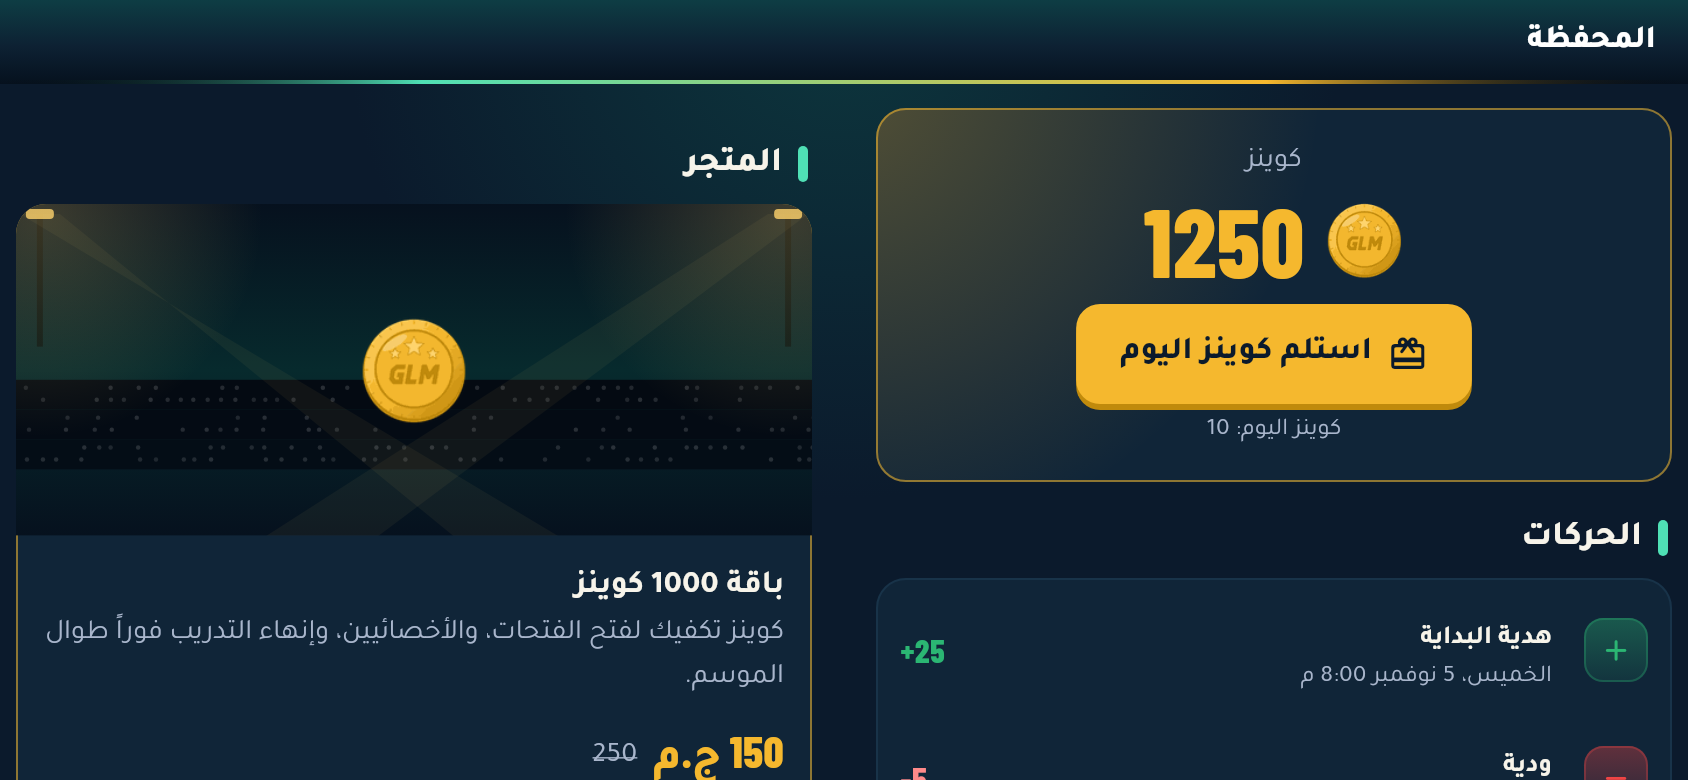 المحفظة
كوينز
GLM 1250
استلم كوينز اليوم
كوينز اليوم: 10
الحركات
هدية البداية
الخميس، 5 نوفمبر 8:00 م
+25
ودية
-5
المتجر
GLM
باقة 1000 كوينز
كوينز تكفيك لفتح الفتحات، والأخصائيين، وإنهاء التدريب فوراً طوال
الموسم.
150 ج.م 250